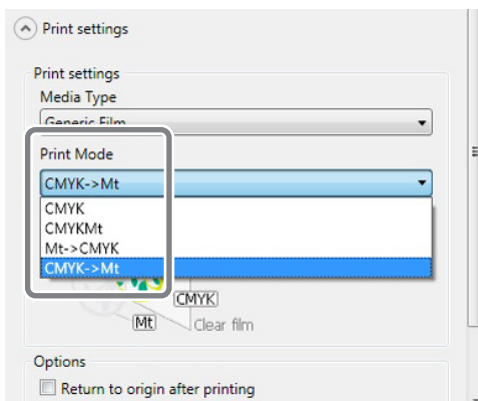 Print settings
Print settings
Media Type
Generic Film
Print Mode
CMYK->Mt
CMYK
CMYKMt
Mt->CMYK
CMYK->Mt
CMYK
Mt Clear film
Options
Return to origin after printing